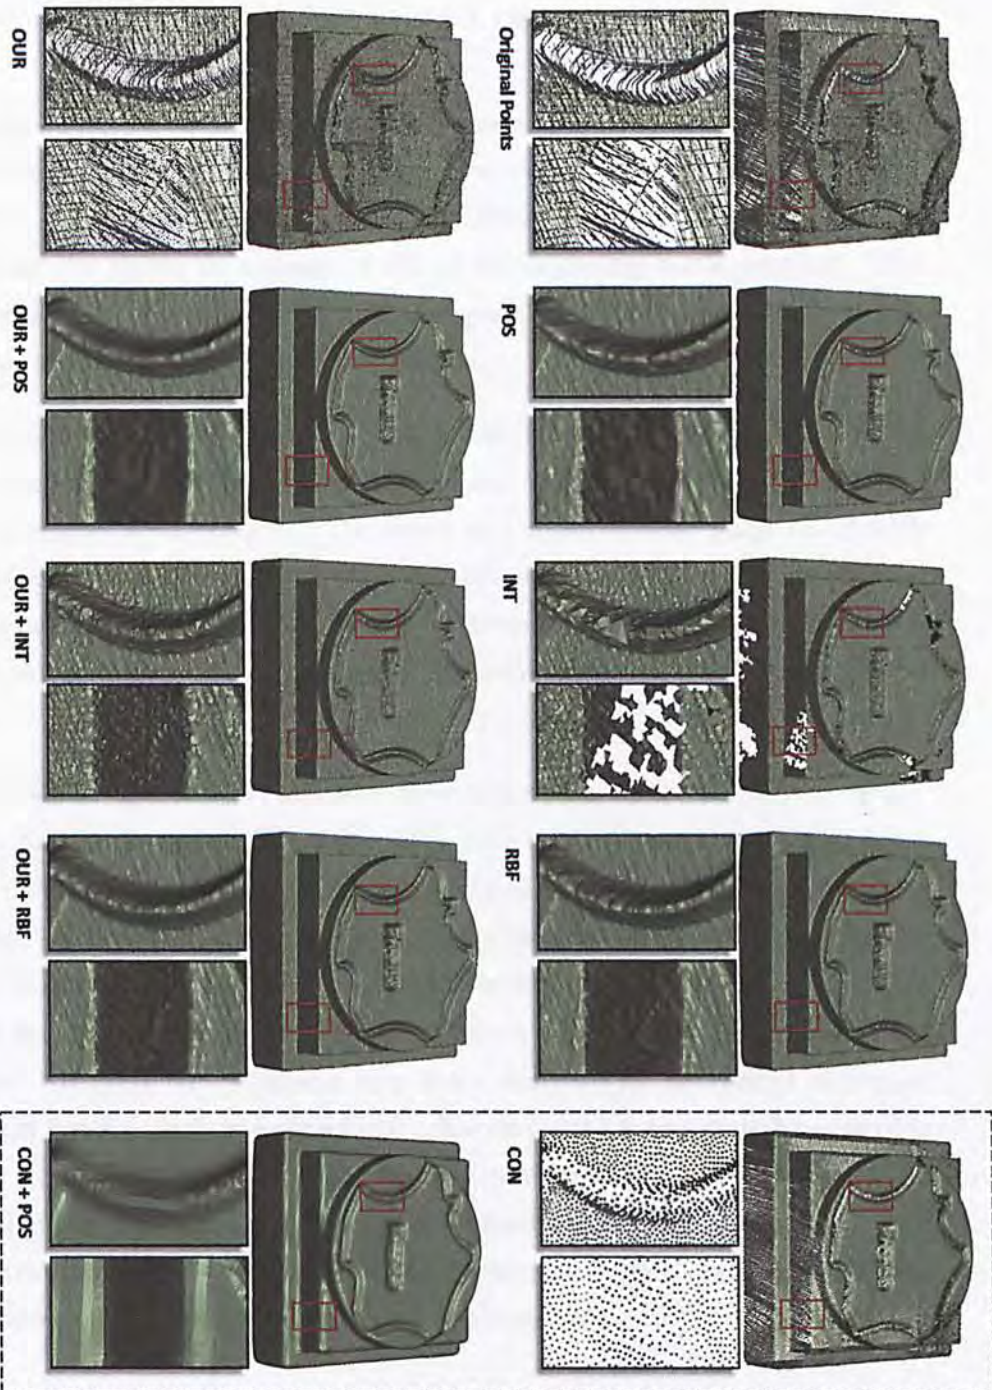 Original Points
POS
INT
RBF
CON
OUR
OUR + POS
OUR + INT
OUR + RBF
CON + POS